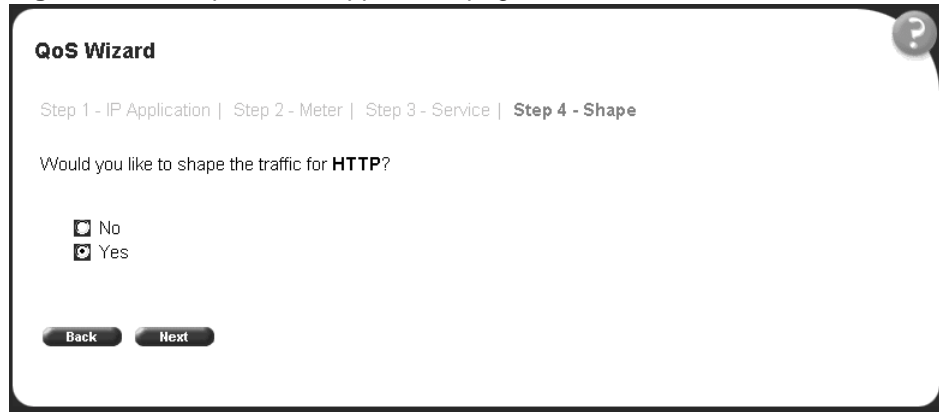 ?
QoS Wizard
Step 1 - IP Application | Step 2 - Meter | Step 3 - Service | Step 4 - Shape
Would you like to shape the traffic for HTTP?
No
Yes
Back Next